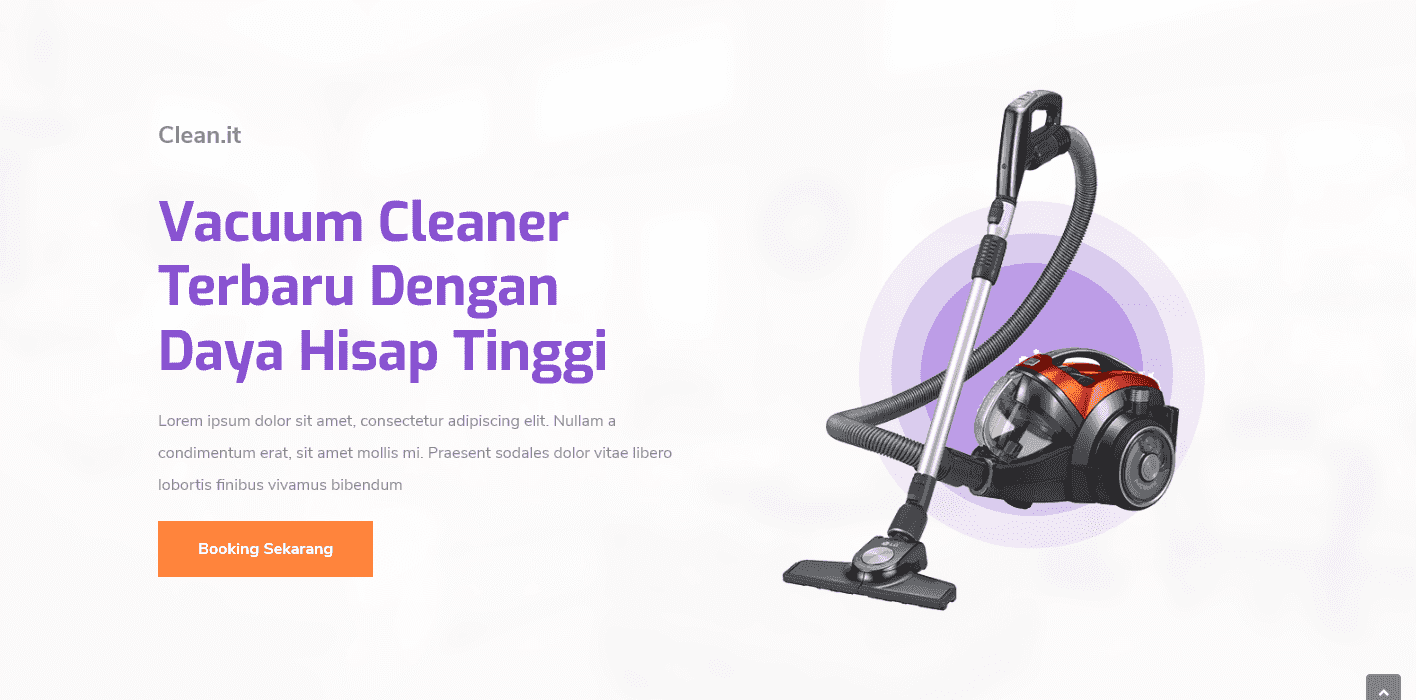 Clean.it
Vacuum Cleaner
Terbaru Dengan
Daya Hisap Tinggi
Lorem ipsum dolor sit amet, consectetur adipiscing elit. Nullam a
condimentum erat, sit amet mollis mi. Praesent sodales dolor vitae libero
lobortis finibus vivamus bibendum
Booking Sekarang